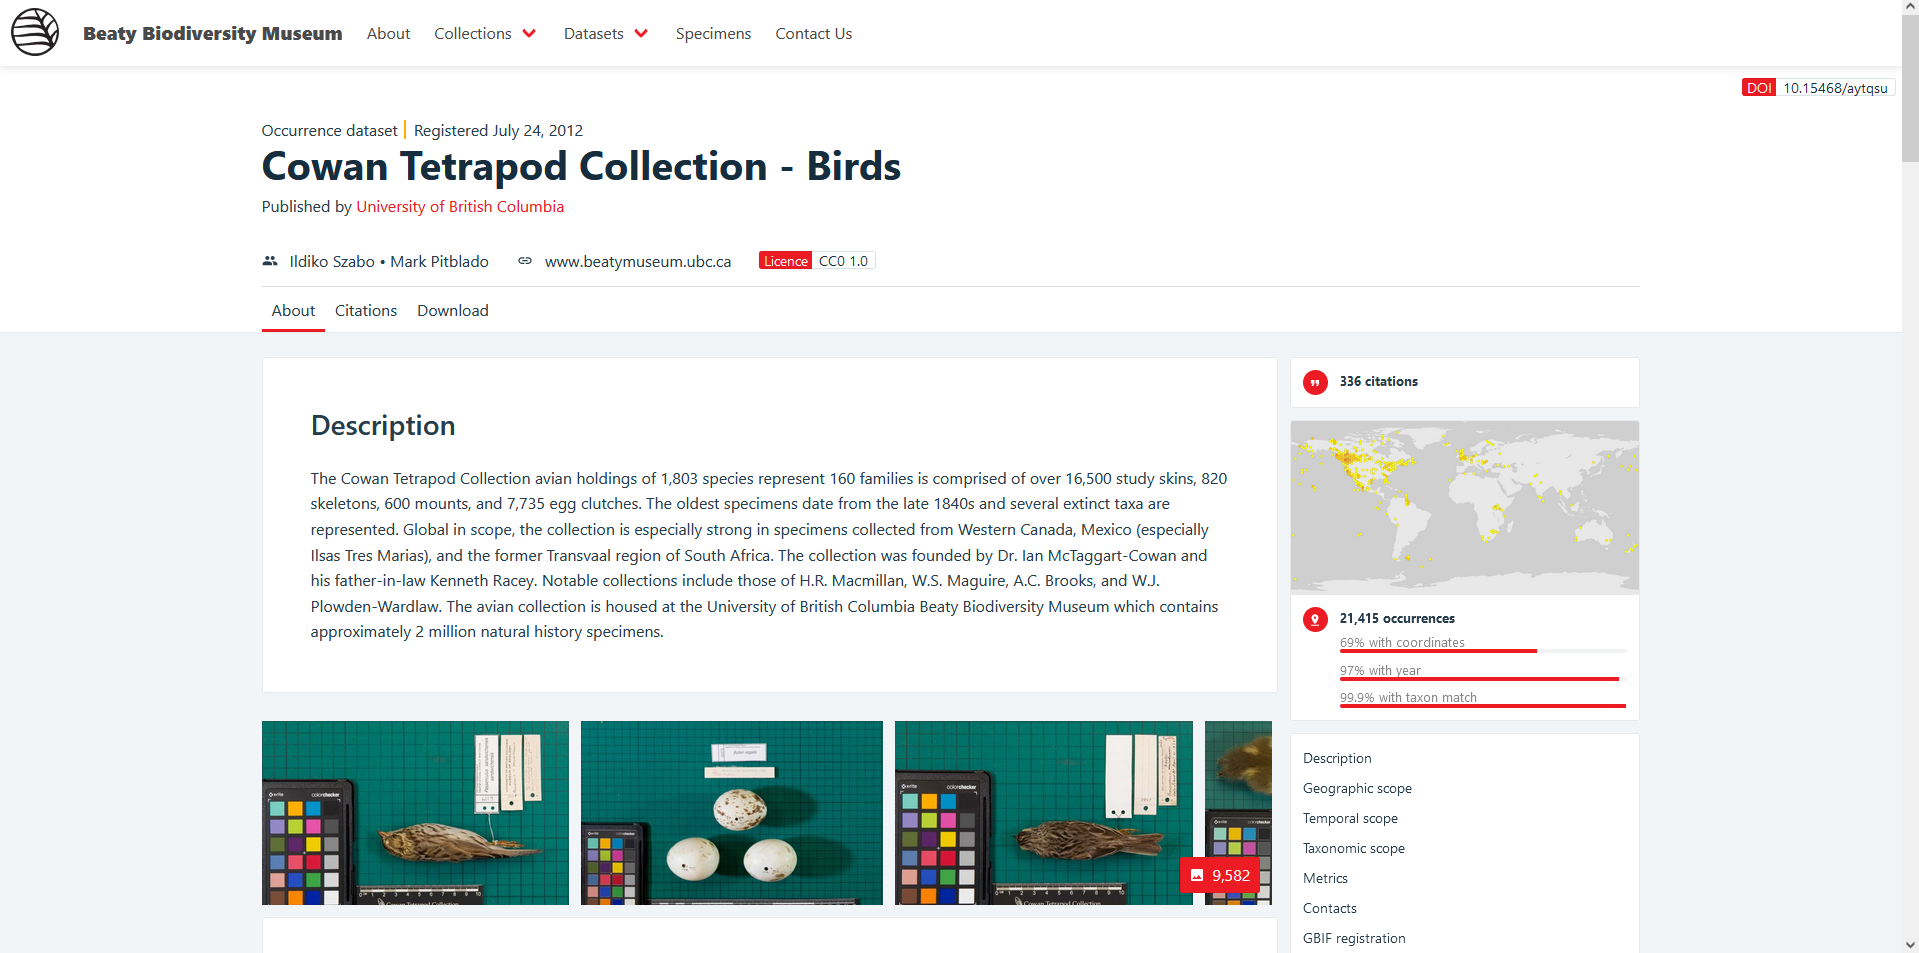 Beaty Biodiversity Museum About Collections Datasets Specimens Contact Us
DOI 10.15468/aytqsu
Occurrence dataset Registered July 24, 2012
Cowan Tetrapod Collection - Birds
Published by University of British Columbia
Ildiko Szabo • Mark Pitblado www.beatymuseum.ubc.ca Licence CC0 1.0
About Citations Download
Description
The Cowan Tetrapod Collection avian holdings of 1,803 species represent 160 families is comprised of over 16,500 study skins, 820
skeletons, 600 mounts, and 7,735 egg clutches. The oldest specimens date from the late 1840s and several extinct taxa are
represented. Global in scope, the collection is especially strong in specimens collected from Western Canada, Mexico (especially
Ilsas Tres Marias), and the former Transvaal region of South Africa. The collection was founded by Dr. Ian McTaggart-Cowan and
his father-in-law Kenneth Racey. Notable collections include those of H.R. Macmillan, W.S. Maguire, A.C. Brooks, and W.J.
Plowden-Wardlaw. The avian collection is housed at the University of British Columbia Beaty Biodiversity Museum which contains
approximately 2 million natural history specimens.
336 citations
21,415 occurrences
69% with coordinates
97% with year
99.9% with taxon match
9,582
Description
Geographic scope
Temporal scope
Taxonomic scope
Metrics
Contacts
GBIF registration